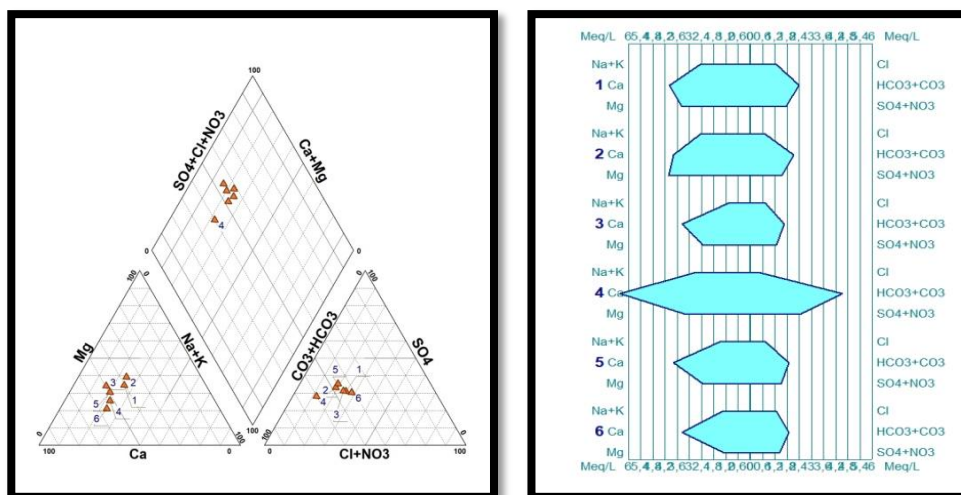 100
SO4+Cl+NO3
Ca+Mg
4
0
0
100
0
0
100
Mg
Na+K
CO3+HCO3
SO4
3
2
5
1
4
6
5
1
2
6
4
3
0
100
100
0
100
0
0
100
Ca
Cl+NO3
Meq/L
Meq/L
Na+K
Cl
1 Ca
HCO3+CO3
Mg
SO4+NO3
Na+K
Cl
2 Ca
HCO3+CO3
Mg
SO4+NO3
Na+K
Cl
3 Ca
HCO3+CO3
Mg
SO4+NO3
Na+K
Cl
4 Ca
HCO3+CO3
Mg
SO4+NO3
Na+K
Cl
5 Ca
HCO3+CO3
Mg
SO4+NO3
Na+K
Cl
6 Ca
HCO3+CO3
Mg
SO4+NO3
Meq/L
Meq/L